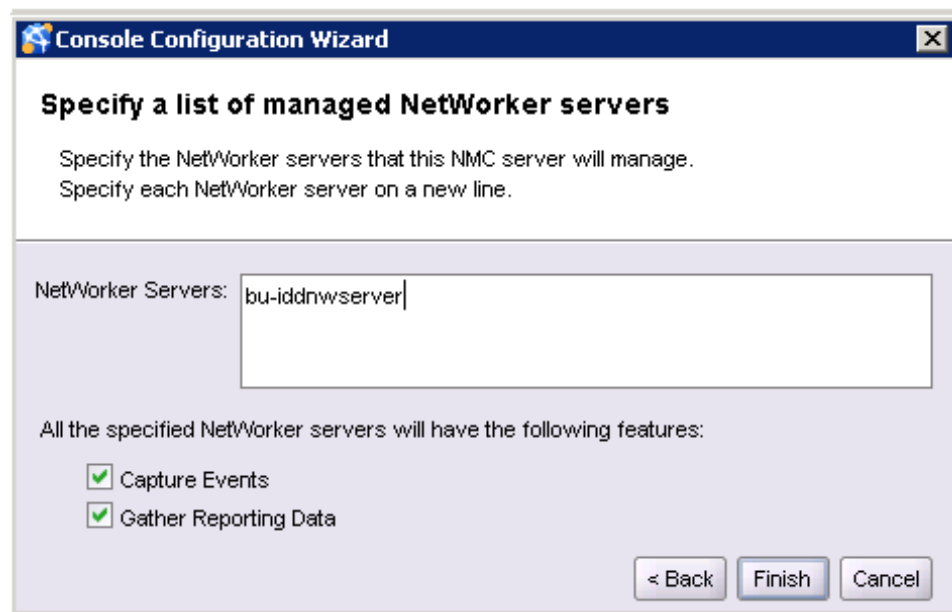 Console Configuration Wizard
Specify a list of managed NetWorker servers
Specify the NetWorker servers that this NMC server will manage.
Specify each NetWorker server on a new line.
NetWorker Servers:
bu-iddnwserver
All the specified NetWorker servers will have the following features:
Capture Events
Gather Reporting Data
< Back
Finish
Cancel